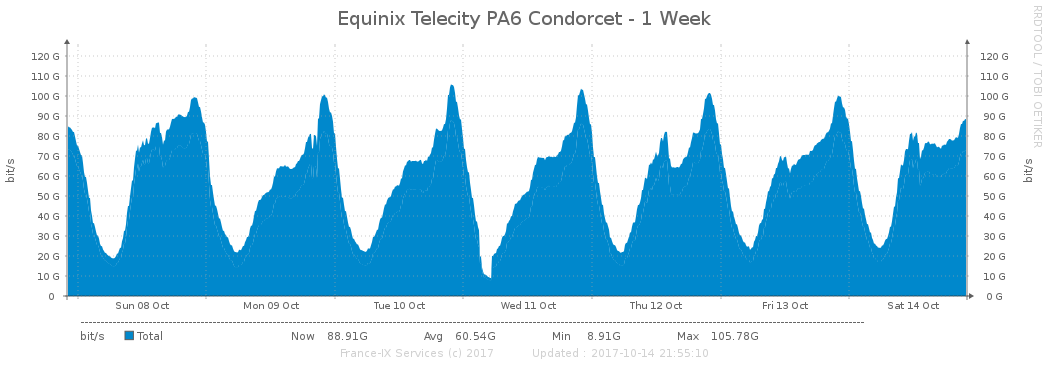 Equinix Telecity PA6 Condorcet - 1 Week
RRDTOOL / TOBI OETIKER
bit/s
120 G
110 G
100 G
90 G
80 G
70 G
60 G
50 G
40 G
30 G
20 G
10 G
0
120 G
110 G
100 G
90 G
80 G
70 G
60 G
50 G
40 G
30 G
20 G
10 G
0 G
bit/s
Sun 08 Oct Mon 09 Oct Tue 10 Oct Wed 11 Oct Thu 12 Oct Fri 13 Oct Sat 14 Oct
bit/s Total Now 88.91G Avg 60.54G Min 8.91G Max 105.78G
France-IX Services (c) 2017 Updated : 2017-10-14 21:55:10